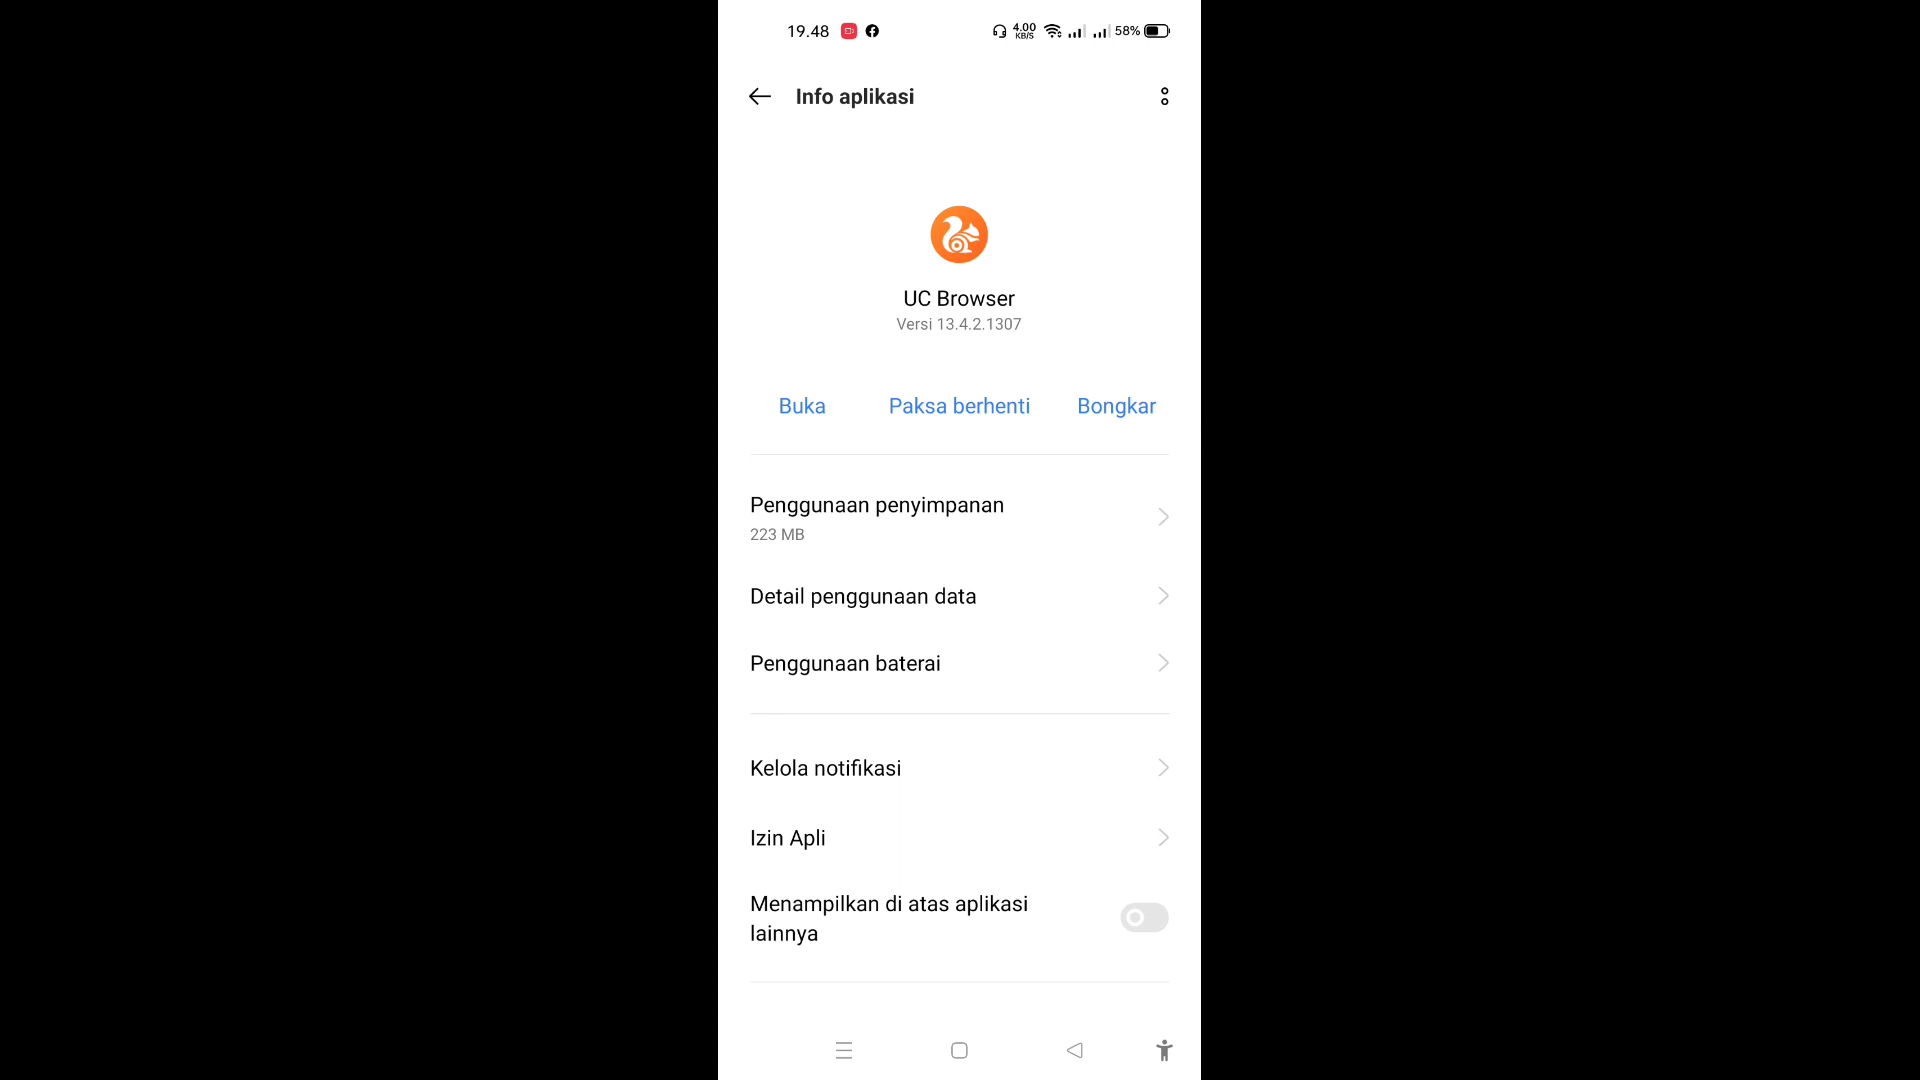 19.48 4.00 KB/S 58%
Info aplikasi
UC Browser
Versi 13.4.2.1307
Buka Paksa berhenti Bongkar
Penggunaan penyimpanan
223 MB
Detail penggunaan data
Penggunaan baterai
Kelola notifikasi
Izin Apli
Menampilkan di atas aplikasi
lainnya